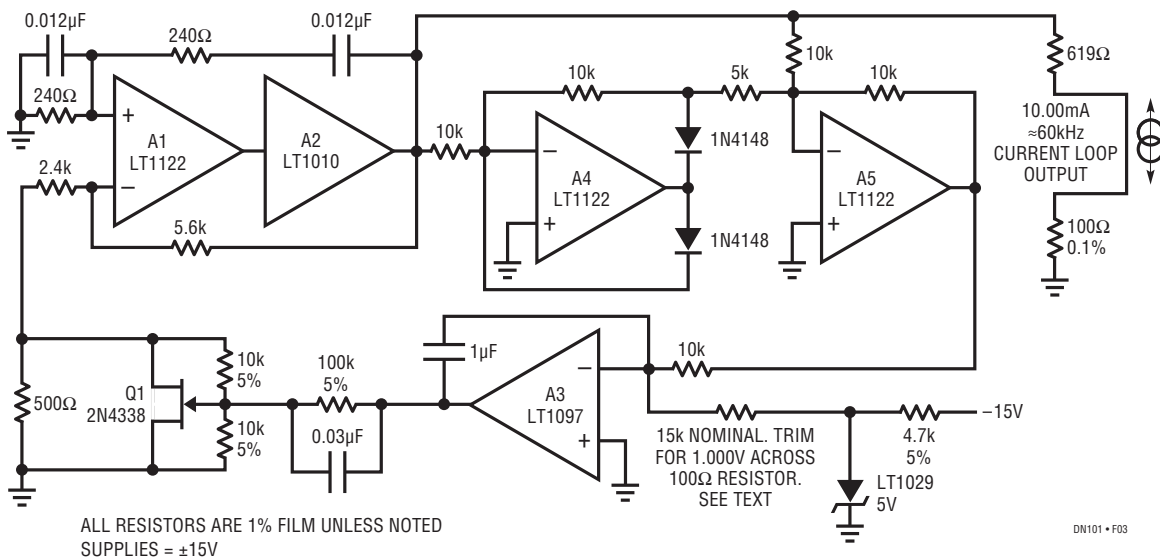 0.012µF
240Ω
0.012µF
240Ω
+
A1
LT1122
–
A2
LT1010
2.4k
5.6k
10k
10k
5k
10k
10k
1N4148
1N4148
–
A4
LT1122
+
–
A5
LT1122
+
619Ω
10.00mA
≈60kHz
CURRENT LOOP
OUTPUT
100Ω
0.1%
500Ω
Q1
2N4338
10k
5%
10k
5%
100k
5%
0.03µF
1µF
–
A3
LT1097
+
10k
15k NOMINAL. TRIM
FOR 1.000V ACROSS
100Ω RESISTOR.
SEE TEXT
4.7k
5%
–15V
LT1029
5V
ALL RESISTORS ARE 1% FILM UNLESS NOTED
SUPPLIES = ±15V
DN101 • F03